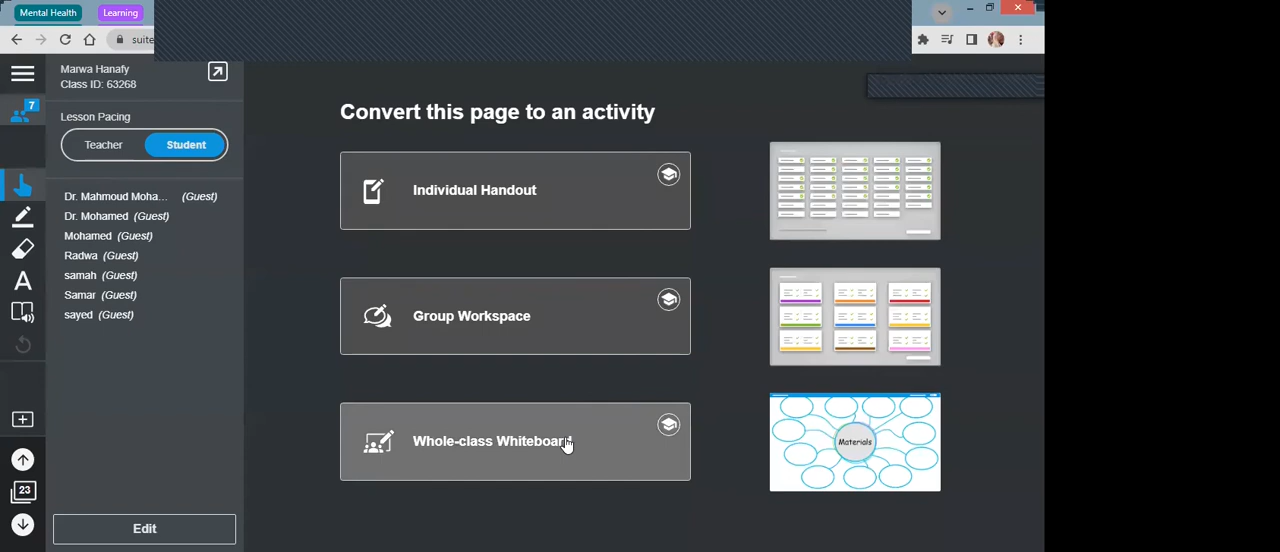 Mental Health
Learning
suite
Marwa Hanafy
Class ID: 63268
7
Lesson Pacing
Teacher
Student
Dr. Mahmoud Moha... (Guest)
Dr. Mohamed (Guest)
Mohamed (Guest)
Radwa (Guest)
samah (Guest)
Samar (Guest)
sayed (Guest)
A
23
Edit
Convert this page to an activity
Individual Handout
Group Workspace
Whole-class Whiteboard
Materials